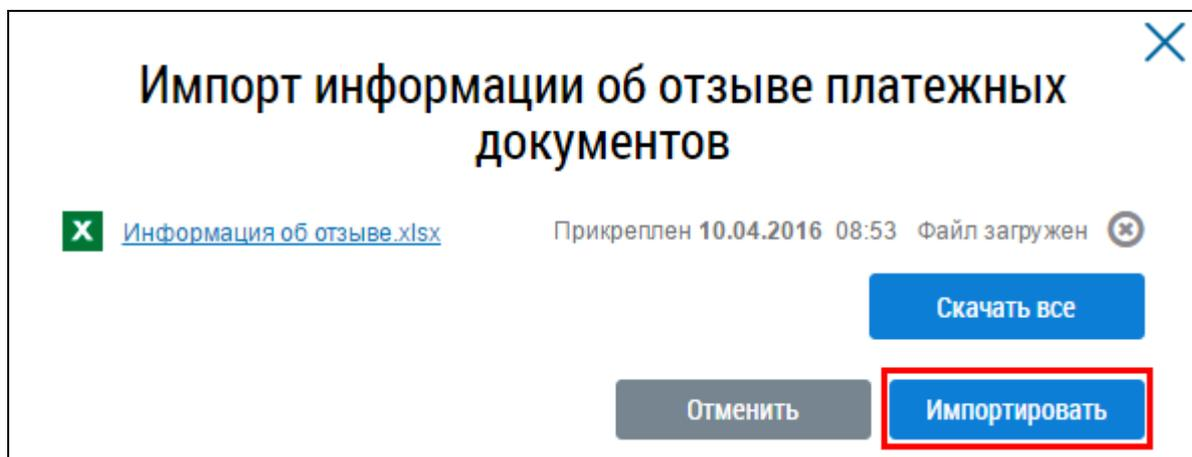 Импорт информации об отзыве платежных
документов
Информация об отзыве.xlsx Прикреплен 10.04.2016 08:53 Файл загружен
Скачать все
Отменить Импортировать